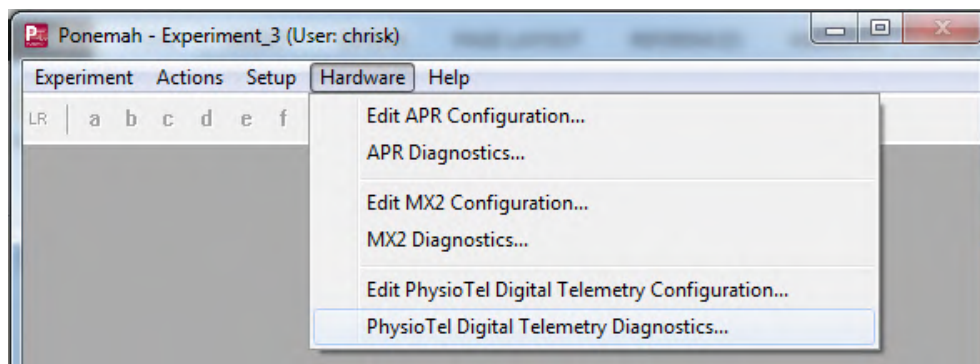 Ponemah - Experiment_3 (User: chrisk)
Experiment Actions Setup Hardware Help
LR a b c d e f
Edit APR Configuration...
APR Diagnostics...
Edit MX2 Configuration...
MX2 Diagnostics...
Edit PhysioTel Digital Telemetry Configuration...
PhysioTel Digital Telemetry Diagnostics...